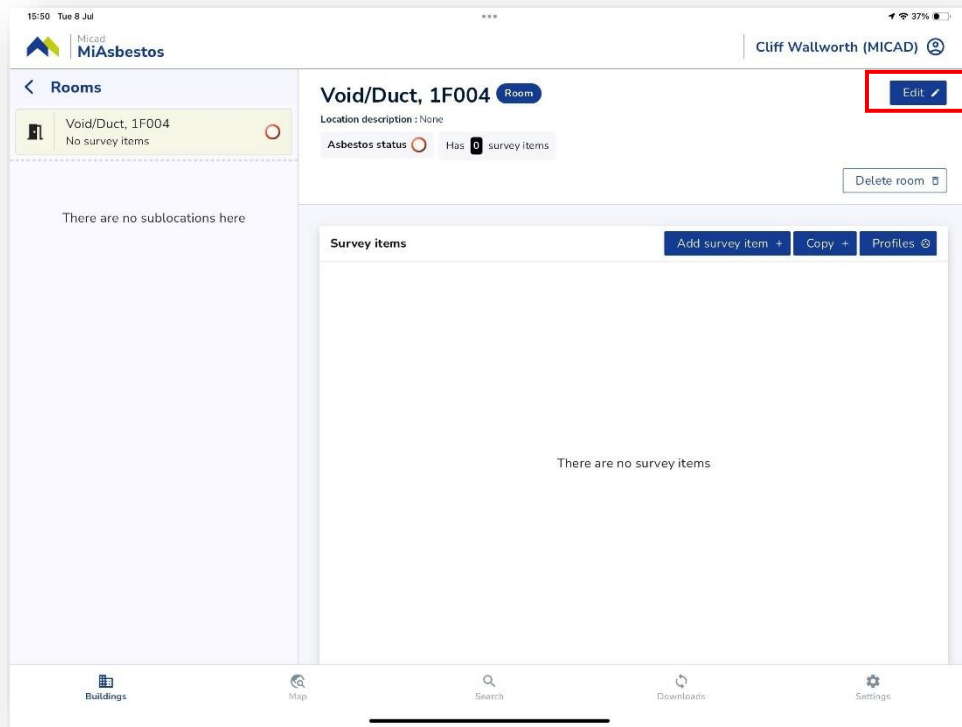 15:50 Tue 8 Jul
37%
Micad
MiAsbestos
Cliff Wallworth (MICAD)
Rooms
Void/Duct, 1F004
No survey items
There are no sublocations here
Void/Duct, 1F004 Room
Edit
Location description : None
Asbestos status
Has 0 survey items
Delete room
Survey items
Add survey item +
Copy +
Profiles
There are no survey items
Buildings
Map
Search
Downloads
Settings